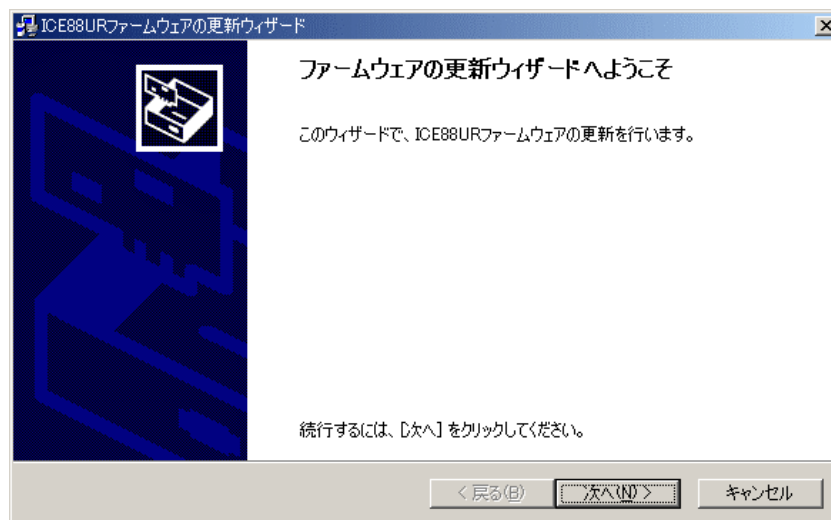 ICE88URファームウェアの更新ウィザード
ファームウェアの更新ウィザードへようこそ
このウィザードで、ICE88URファームウェアの更新を行います。
続行するには、[次へ] をクリックしてください。
< 戻る(B)
次へ(N) >
キャンセル